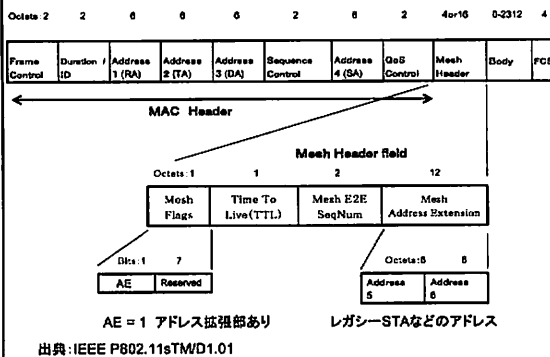 Octets: 2 2 6 6 6 2 6 2 4or16 0-2312 4
Frame Control Duration / ID Address 1 (RA) Address 2 (TA) Address 3 (DA) Sequence Control Address 4 (SA) QoS Control Mesh Header Body FCS
MAC Header
Mesh Header field
Octets: 1 1 2 12
Mesh Flags Time To Live(TTL) Mesh E2E SeqNum Mesh Address Extension
Bits: 1 7
AE Reserved
Octets:6 6
Address 5 Address 6
AE = 1 アドレス拡張部あり
レガシーSTAなどのアドレス
出典:IEEE P802.11sTM/D1.01